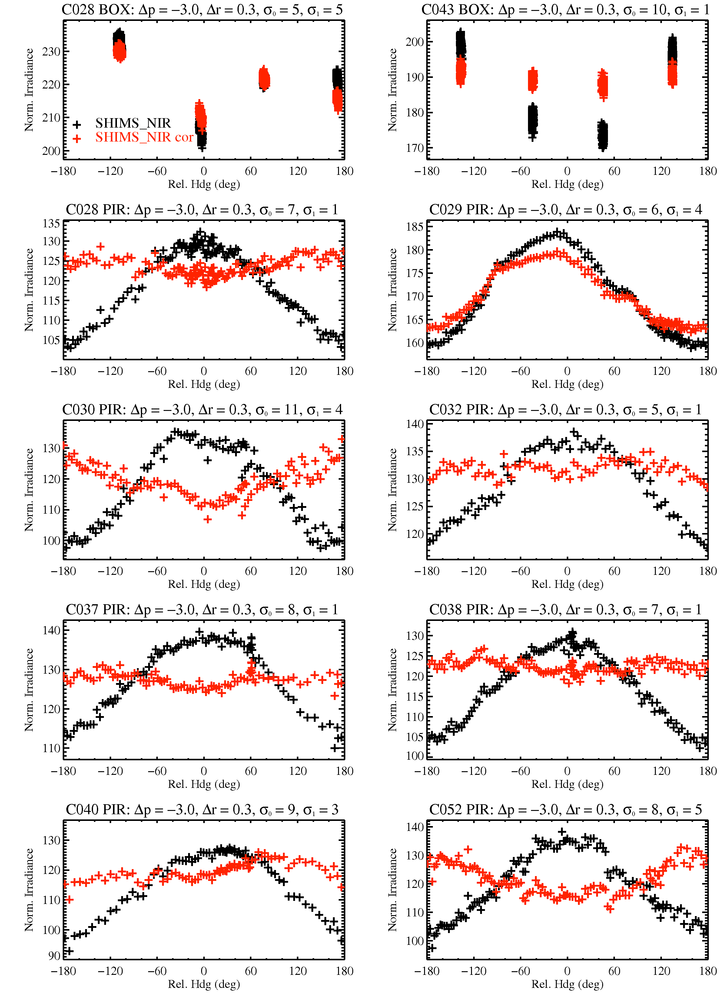 C028 BOX: Δp = −3.0, Δr = 0.3, σ₀ = 5, σ₁ = 5
Norm. Irradiance
230
220
210
200
+ SHIMS_NIR
+ SHIMS_NIR cor
−180 −120 −60 0 60 120 180
Rel. Hdg (deg)
C043 BOX: Δp = −3.0, Δr = 0.3, σ₀ = 10, σ₁ = 1
Norm. Irradiance
200
190
180
170
−180 −120 −60 0 60 120 180
Rel. Hdg (deg)
C028 PIR: Δp = −3.0, Δr = 0.3, σ₀ = 7, σ₁ = 1
Norm. Irradiance
135
130
125
120
115
110
105
−180 −120 −60 0 60 120 180
Rel. Hdg (deg)
C029 PIR: Δp = −3.0, Δr = 0.3, σ₀ = 6, σ₁ = 4
Norm. Irradiance
185
180
175
170
165
160
−180 −120 −60 0 60 120 180
Rel. Hdg (deg)
C030 PIR: Δp = −3.0, Δr = 0.3, σ₀ = 11, σ₁ = 4
Norm. Irradiance
130
120
110
100
−180 −120 −60 0 60 120 180
Rel. Hdg (deg)
C032 PIR: Δp = −3.0, Δr = 0.3, σ₀ = 5, σ₁ = 1
Norm. Irradiance
140
135
130
125
120
−180 −120 −60 0 60 120 180
Rel. Hdg (deg)
C037 PIR: Δp = −3.0, Δr = 0.3, σ₀ = 8, σ₁ = 1
Norm. Irradiance
140
130
120
110
−180 −120 −60 0 60 120 180
Rel. Hdg (deg)
C038 PIR: Δp = −3.0, Δr = 0.3, σ₀ = 7, σ₁ = 1
Norm. Irradiance
130
125
120
115
110
105
100
−180 −120 −60 0 60 120 180
Rel. Hdg (deg)
C040 PIR: Δp = −3.0, Δr = 0.3, σ₀ = 9, σ₁ = 3
Norm. Irradiance
130
120
110
100
90
−180 −120 −60 0 60 120 180
Rel. Hdg (deg)
C052 PIR: Δp = −3.0, Δr = 0.3, σ₀ = 8, σ₁ = 5
Norm. Irradiance
140
130
120
110
100
−180 −120 −60 0 60 120 180
Rel. Hdg (deg)